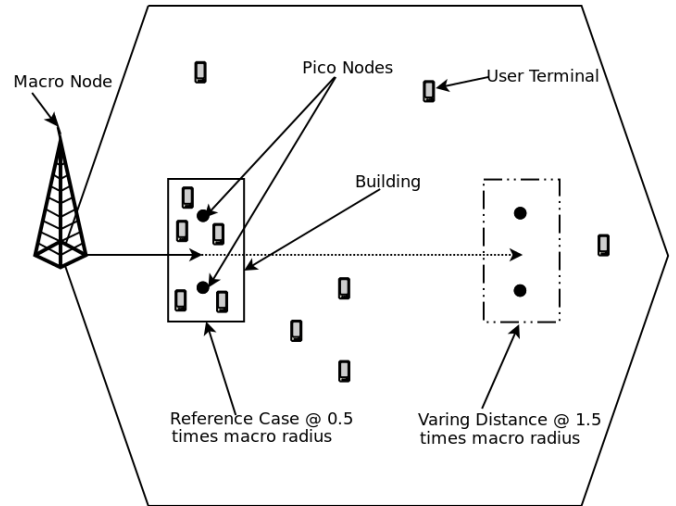 Pico Nodes
Macro Node
User Terminal
Building
Reference Case @ 0.5
times macro radius
Varing Distance @ 1.5
times macro radius